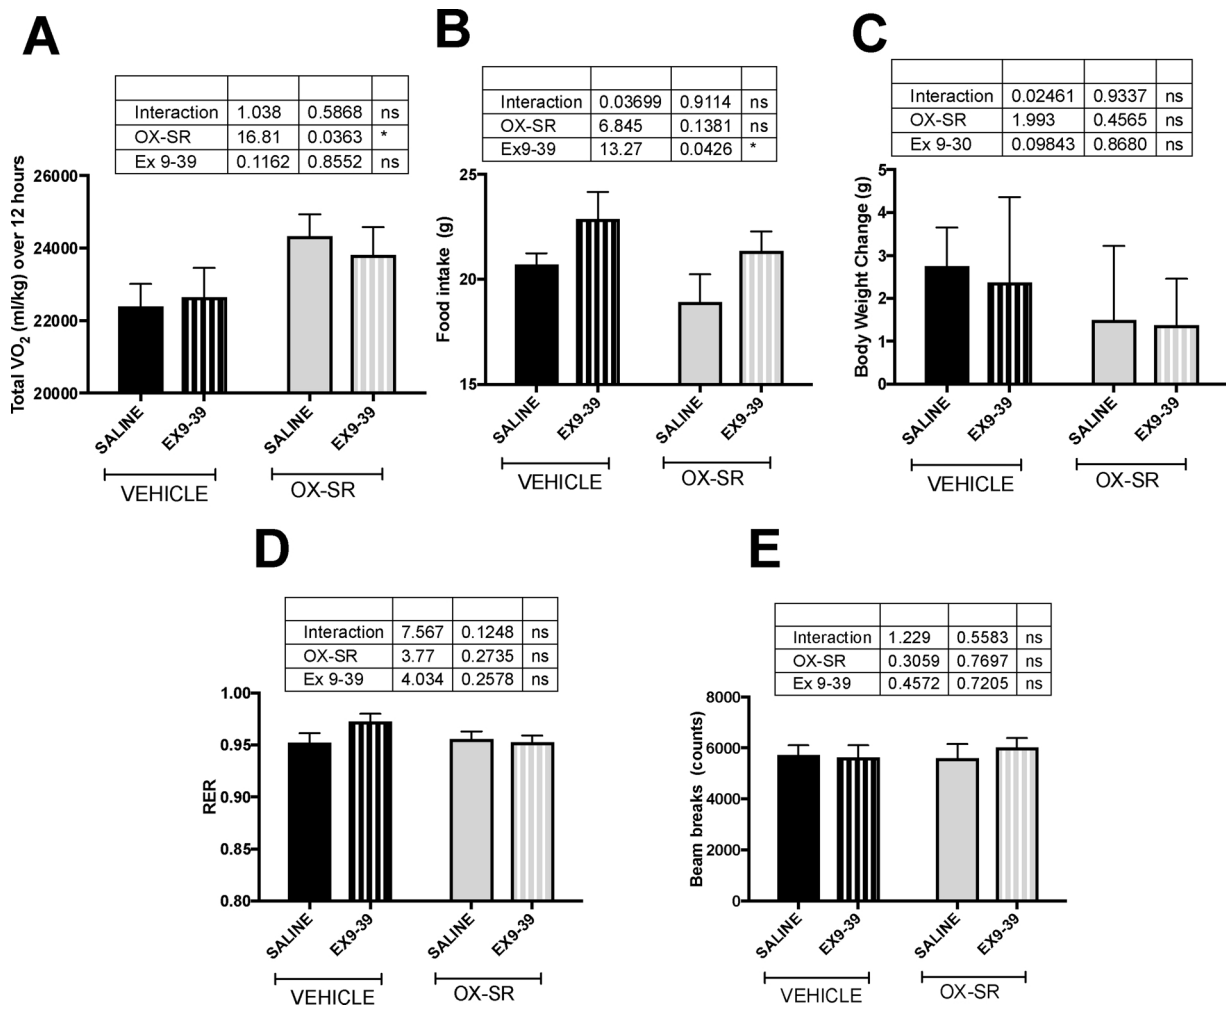 A
Interaction 1.038 0.5868 ns
OX-SR 16.81 0.0363 *
Ex 9-39 0.1162 0.8552 ns
Total VO2 (ml/kg) over 12 hours
26000
24000
22000
20000
SALINE
EX9-39
SALINE
EX9-39
VEHICLE
OX-SR
B
Interaction 0.03699 0.9114 ns
OX-SR 6.845 0.1381 ns
Ex9-39 13.27 0.0426 *
Food intake (g)
25
20
15
SALINE
EX9-39
SALINE
EX9-39
VEHICLE
OX-SR
C
Interaction 0.02461 0.9337 ns
OX-SR 1.993 0.4565 ns
Ex 9-30 0.09843 0.8680 ns
Body Weight Change (g)
5
4
3
2
1
0
SALINE
EX9-39
SALINE
EX9-39
VEHICLE
OX-SR
D
Interaction 7.567 0.1248 ns
OX-SR 3.77 0.2735 ns
Ex 9-39 4.034 0.2578 ns
RER
1.00
0.95
0.90
0.85
0.80
SALINE
EX9-39
SALINE
EX9-39
VEHICLE
OX-SR
E
Interaction 1.229 0.5583 ns
OX-SR 0.3059 0.7697 ns
Ex 9-39 0.4572 0.7205 ns
Beam breaks (counts)
8000
6000
4000
2000
0
SALINE
EX9-39
SALINE
EX9-39
VEHICLE
OX-SR